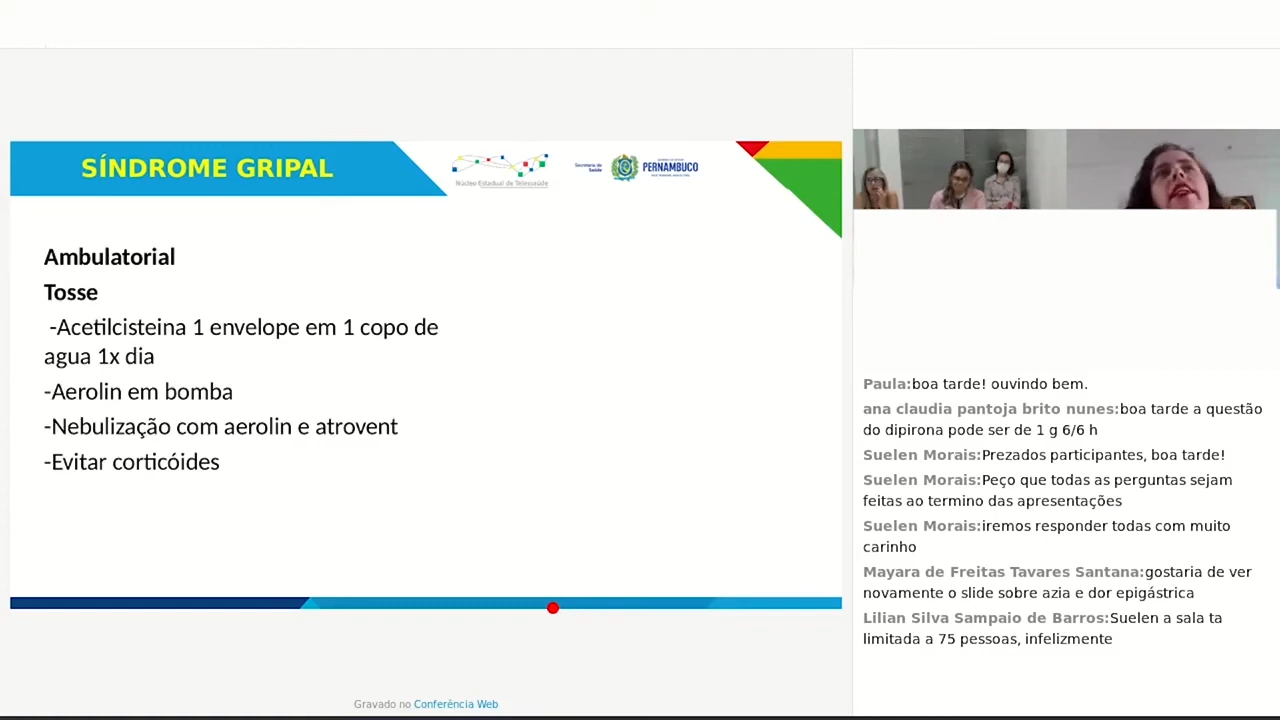 SÍNDROME GRIPAL
Núcleo Estadual de Telessaúde
Secretaria de
Saúde
PERNAMBUCO
Ambulatorial
Tosse
-Acetilcisteina 1 envelope em 1 copo de
agua 1x dia
-Aerolin em bomba
-Nebulização com aerolin e atrovent
-Evitar corticóides
Paula:boa tarde! ouvindo bem.
ana claudia pantoja brito nunes:boa tarde a questão
do dipirona pode ser de 1 g 6/6 h
Suelen Morais:Prezados participantes, boa tarde!
Suelen Morais:Peço que todas as perguntas sejam
feitas ao termino das apresentações
Suelen Morais:iremos responder todas com muito
carinho
Mayara de Freitas Tavares Santana:gostaria de ver
novamente o slide sobre azia e dor epigástrica
Lilian Silva Sampaio de Barros:Suelen a sala ta
limitada a 75 pessoas, infelizmente
Gravado no Conferência Web